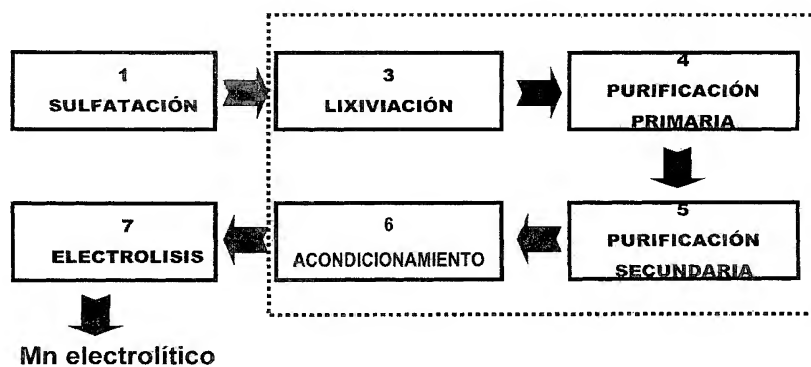 1
SULFATACIÓN
3
LIXIVIACIÓN
4
PURIFICACIÓN
PRIMARIA
5
PURIFICACIÓN
SECUNDARIA
6
ACONDICIONAMIENTO
7
ELECTROLISIS
Mn electrolítico